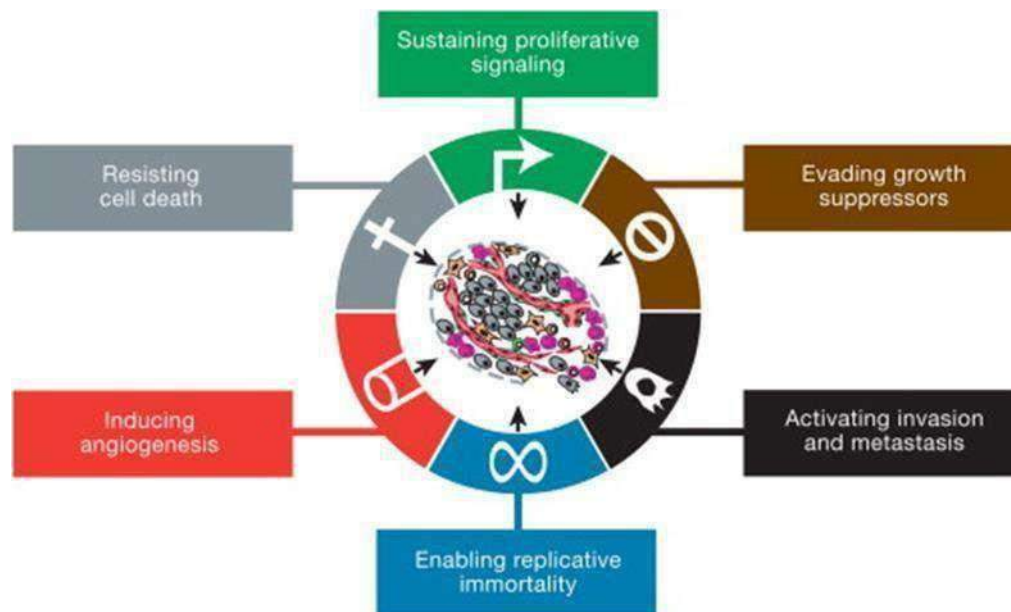 Sustaining proliferative
signaling
Resisting
cell death
Evading growth
suppressors
Inducing
angiogenesis
Activating invasion
and metastasis
Enabling replicative
immortality